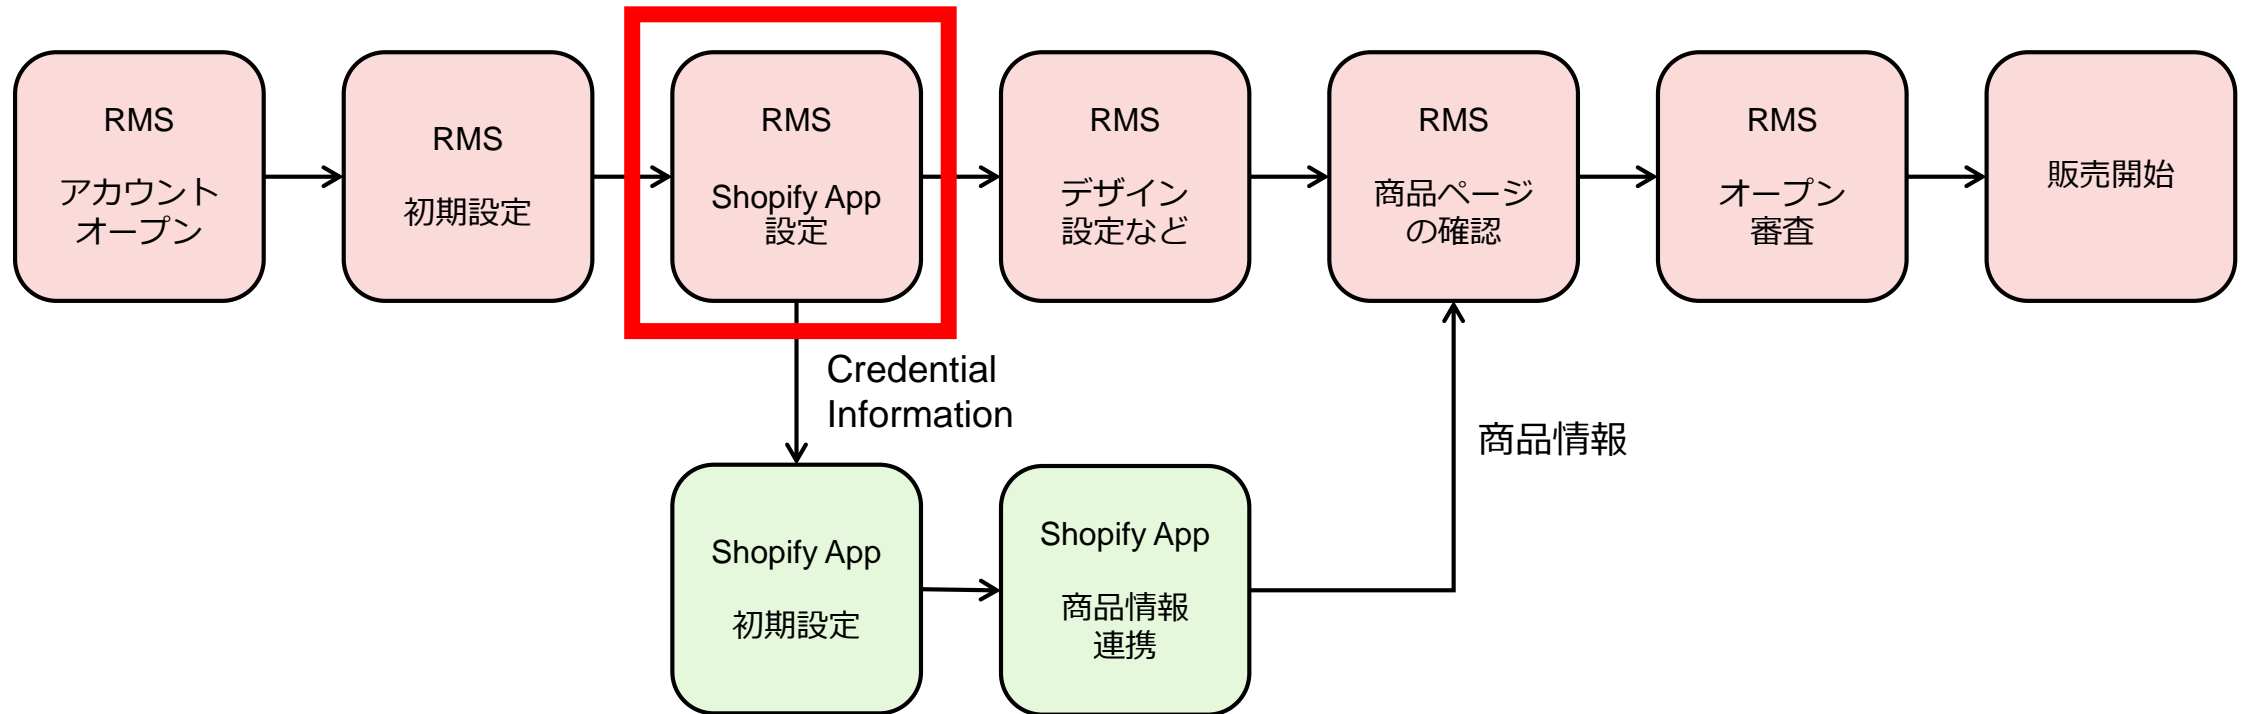 RMS
アカウント
オープン
RMS
初期設定
RMS
Shopify App
設定
RMS
デザイン
設定など
RMS
商品ページ
の確認
RMS
オープン
審査
販売開始
Credential
Information
商品情報
Shopify App
初期設定
Shopify App
商品情報
連携